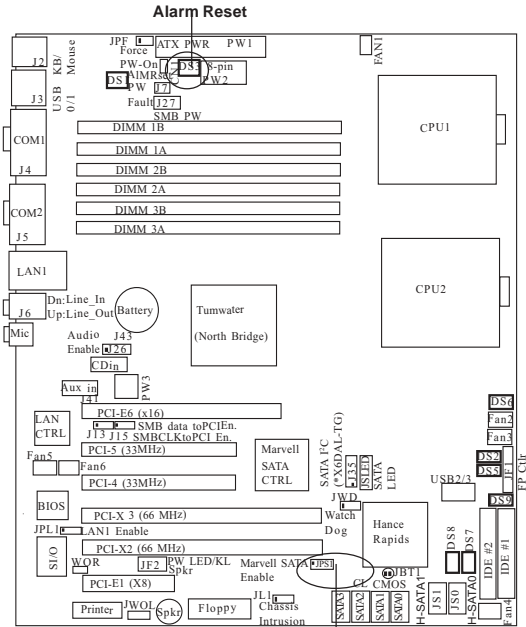 Alarm Reset
JPF
Force
ATX PWR
PW1
FAN1
KB/
Mouse
J2
PW-On
DS3
8-pin
PW2
DS1
AIMRset
PW
J7
Fault
J27
SMB PW
USB
0/1
J3
DIMM 1B
DIMM 1A
DIMM 2B
DIMM 2A
DIMM 3B
DIMM 3A
COM1
J4
COM2
J5
CPU1
LAN1
CPU2
J6
Dn:Line_In
Up:Line_Out
Battery
Tumwater
(North Bridge)
Mic
Audio
Enable
J43
J26
CDin
Aux in
J41
PW3
PCI-E6 (x16)
LAN
CTRL
SMB data toPCIEn.
J13
J15
SMBCLKtoPCI En.
PCI-5 (33MHz)
Fan5
Fan6
PCI-4 (33MHz)
Marvell
SATA
CTRL
SATA I²C
(*X6DAL-TG)
J35
JSLED
SATA
LED
DS6
Fan2
Fan3
DS2
DS5
JF1
FP Ctlr
USB2/3
DS9
BIOS
PCI-X 3 (66 MHz)
JWD
Watch
Dog
Hance
Rapids
JPL1
LAN1 Enable
SI/O
PCI-X2 (66 MHz)
WOR
JF2
PW LED/KL
Spkr
Marvell SATA
Enable
JPS1
JBT1
CL CMOS
DS8
DS7
IDE #2
IDE #1
PCI-E1 (X8)
Printer
JWOL
Spkr
Floppy
JL1
Chassis
Intrusion
SATA3
SATA2
SATA1
SATA0
H-SATA1
JS1
JS0
H-SATA0
Fan4